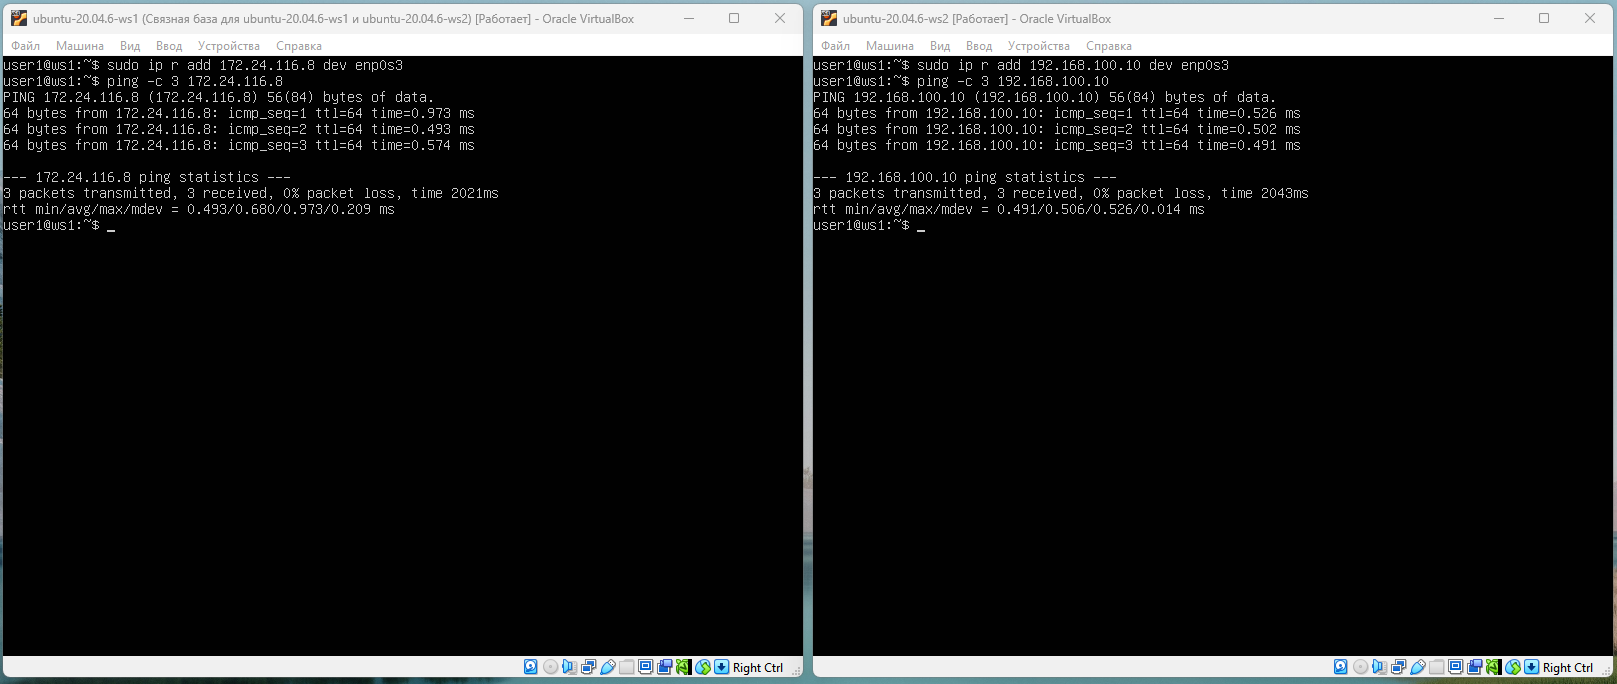 ubuntu-20.04.6-ws1 (Связная база для ubuntu-20.04.6-ws1 и ubuntu-20.04.6-ws2) [Работает] - Oracle VirtualBox
Файл Машина Вид Ввод Устройства Справка
user1@ws1:~$ sudo ip r add 172.24.116.8 dev enp0s3
user1@ws1:~$ ping -c 3 172.24.116.8
PING 172.24.116.8 (172.24.116.8) 56(84) bytes of data.
64 bytes from 172.24.116.8: icmp_seq=1 ttl=64 time=0.973 ms
64 bytes from 172.24.116.8: icmp_seq=2 ttl=64 time=0.493 ms
64 bytes from 172.24.116.8: icmp_seq=3 ttl=64 time=0.574 ms
--- 172.24.116.8 ping statistics ---
3 packets transmitted, 3 received, 0% packet loss, time 2021ms
rtt min/avg/max/mdev = 0.493/0.680/0.973/0.209 ms
user1@ws1:~$ _
Right Ctrl
ubuntu-20.04.6-ws2 [Работает] - Oracle VirtualBox
Файл Машина Вид Ввод Устройства Справка
user1@ws1:~$ sudo ip r add 192.168.100.10 dev enp0s3
user1@ws1:~$ ping -c 3 192.168.100.10
PING 192.168.100.10 (192.168.100.10) 56(84) bytes of data.
64 bytes from 192.168.100.10: icmp_seq=1 ttl=64 time=0.526 ms
64 bytes from 192.168.100.10: icmp_seq=2 ttl=64 time=0.502 ms
64 bytes from 192.168.100.10: icmp_seq=3 ttl=64 time=0.491 ms
--- 192.168.100.10 ping statistics ---
3 packets transmitted, 3 received, 0% packet loss, time 2043ms
rtt min/avg/max/mdev = 0.491/0.506/0.526/0.014 ms
user1@ws1:~$ _
Right Ctrl